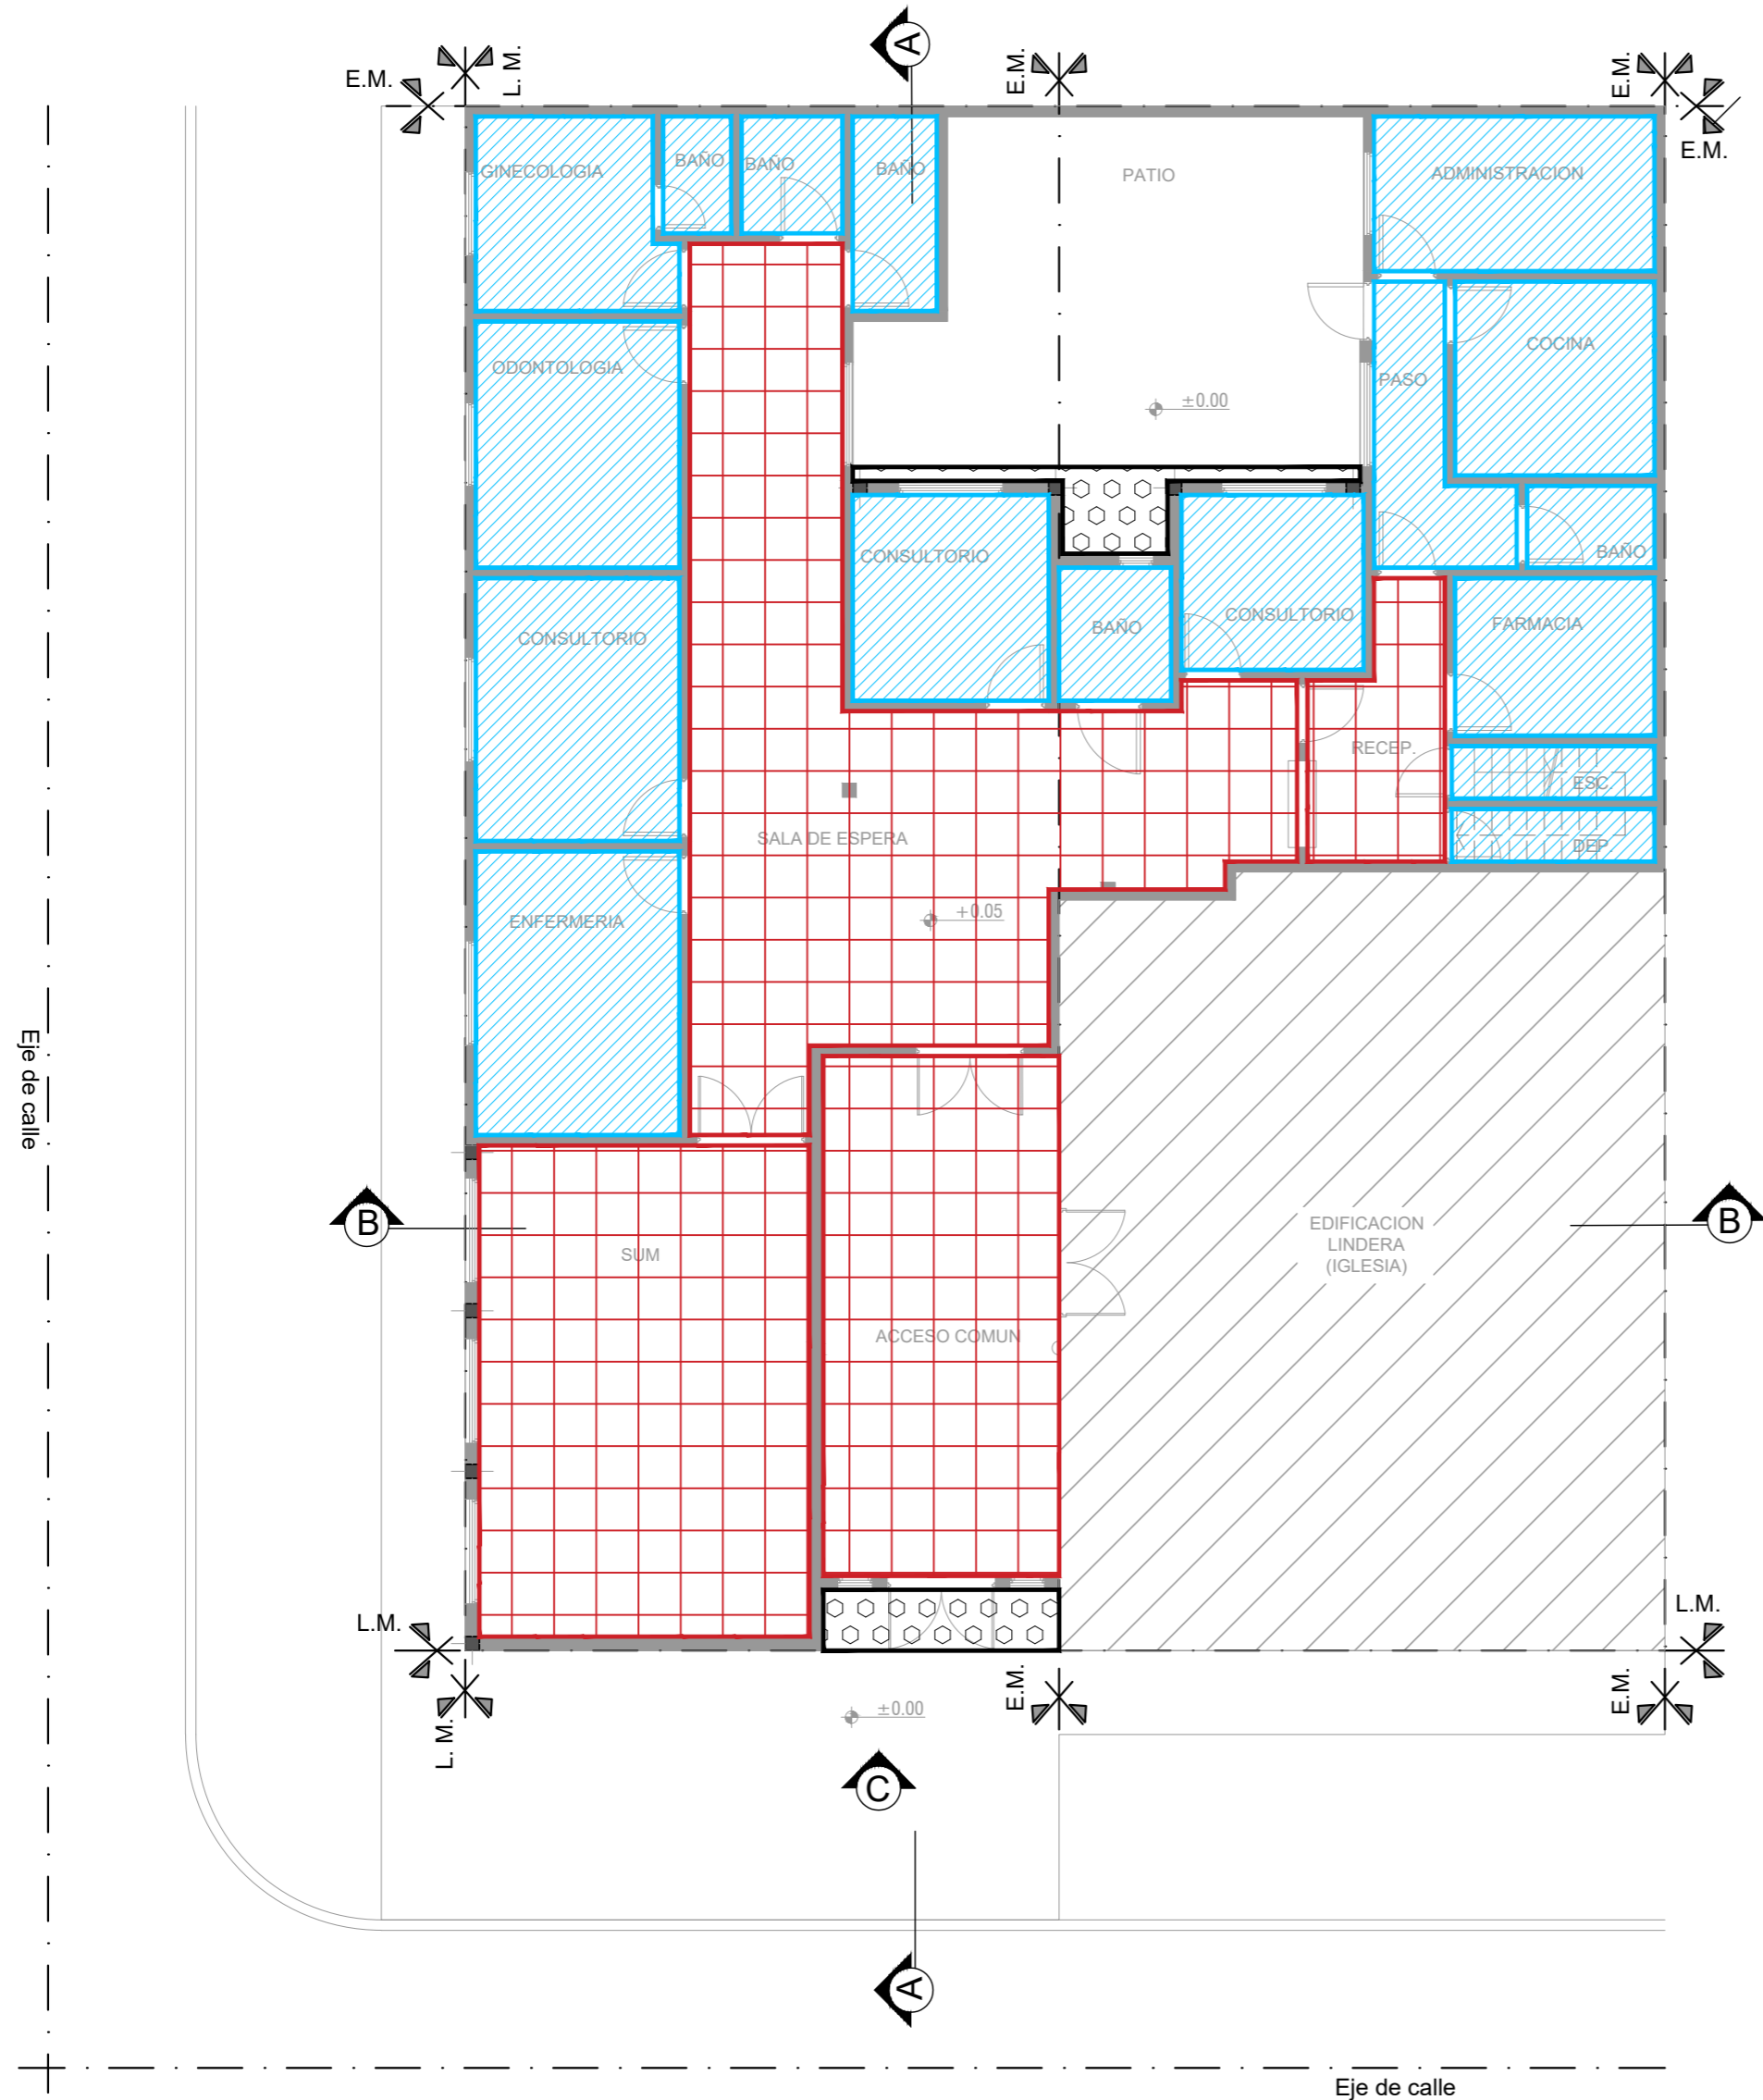 A
E.M.
L. M.
E.M.
E.M.
E.M.
GINECOLOGIA
BAÑO
BAÑO
BAÑO
PATIO
ADMINISTRACION
ODONTOLOGIA
±0.00
PASO
COCINA
CONSULTORIO
BAÑO
CONSULTORIO
BAÑO
CONSULTORIO
FARMACIA
RECEP.
ESC.
SALA DE ESPERA
DEP.
ENFERMERIA
+0.05
Eje de calle
B
SUM
EDIFICACION
LINDERA
(IGLESIA)
B
ACCESO COMUN
L.M.
L. M.
±0.00
E.M.
L.M.
E.M.
C
A
Eje de calle